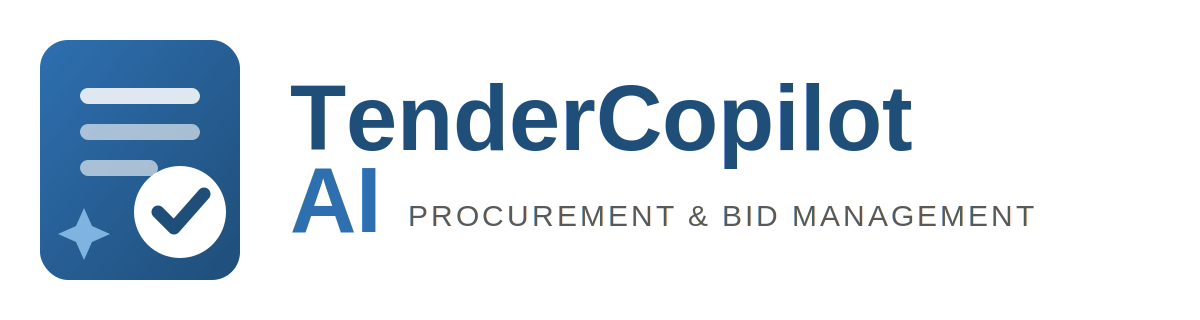 TenderCopilot
AI PROCUREMENT & BID MANAGEMENT